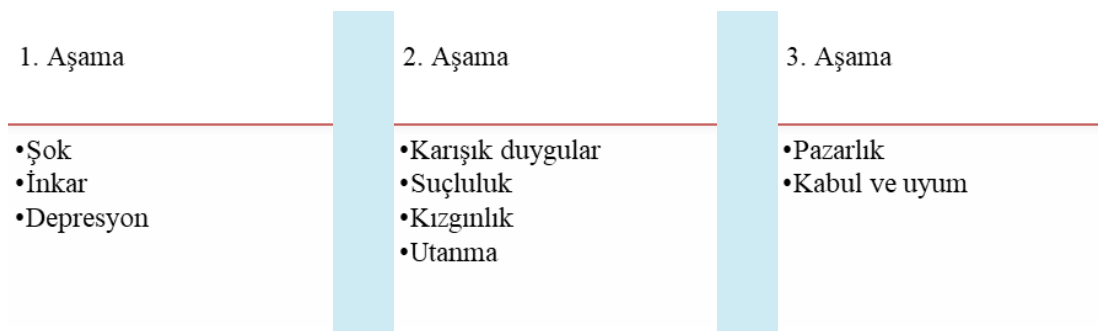 1. Aşama
•Şok
•İnkar
•Depresyon
2. Aşama
•Karışık duygular
•Suçluluk
•Kızgınlık
•Utanma
3. Aşama
•Pazarlık
•Kabul ve uyum